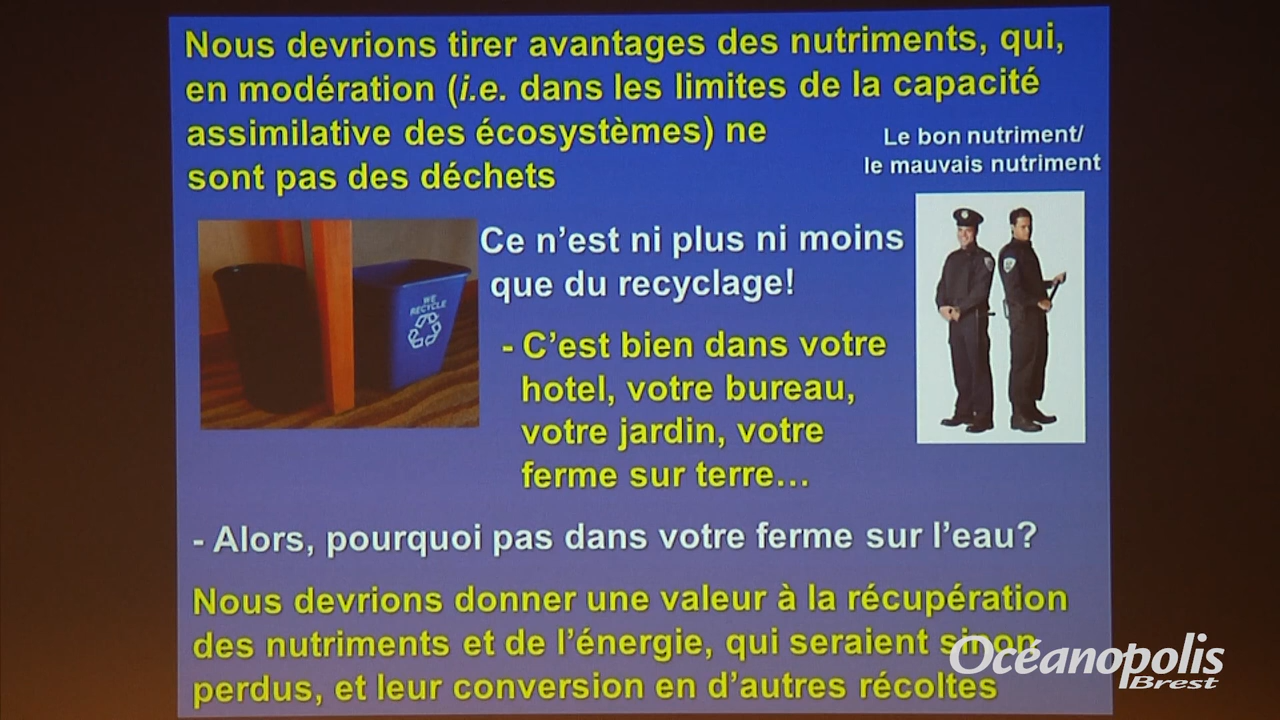 Nous devrions tirer avantages des nutriments, qui,
en modération (i.e. dans les limites de la capacité
assimilative des écosystèmes) ne
sont pas des déchets
Le bon nutriment/
le mauvais nutriment
WE
RECYCLE
Ce n'est ni plus ni moins
que du recyclage!
- C'est bien dans votre
hotel, votre bureau,
votre jardin, votre
ferme sur terre...
- Alors, pourquoi pas dans votre ferme sur l'eau?
Nous devrions donner une valeur à la récupération
des nutriments et de l'énergie, qui seraient sinon
perdus, et leur conversion en d'autres récoltes
Océanopolis
Brest